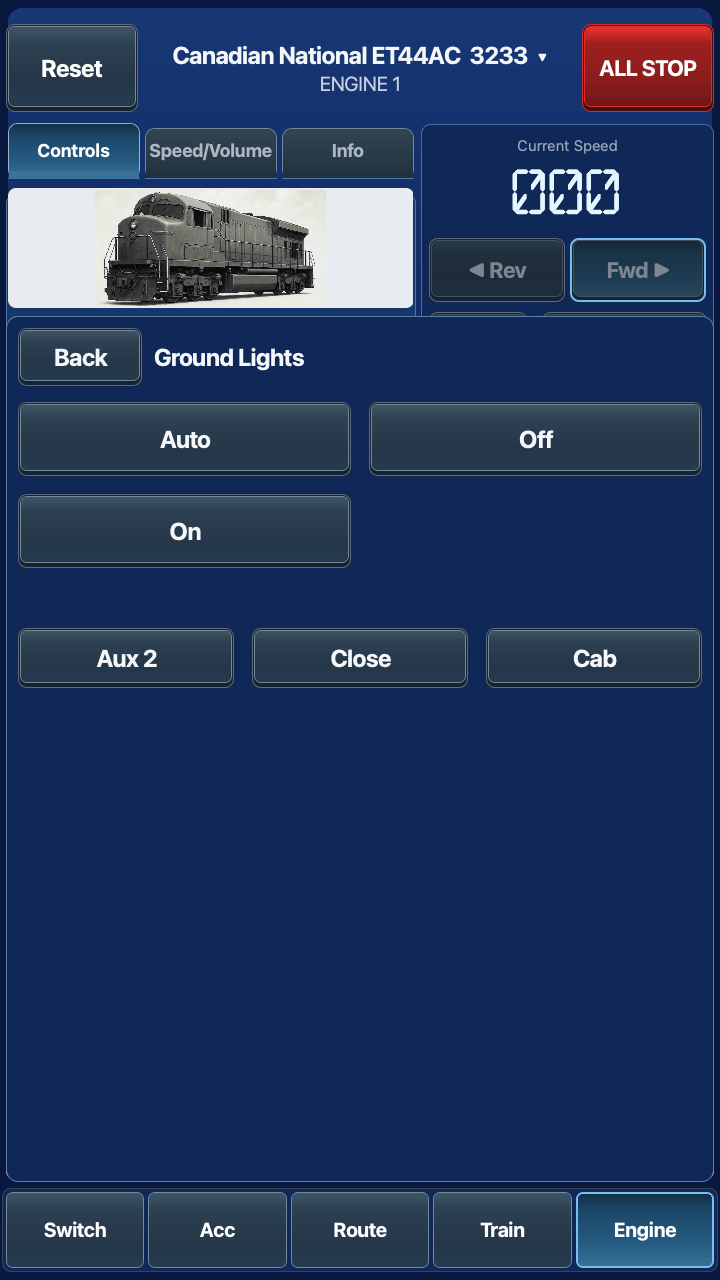 Reset
Canadian National ET44AC 3233 ▼
ENGINE 1
ALL STOP
Controls
Speed/Volume
Info
Current Speed
000
◀ Rev
Fwd ▶
Back
Ground Lights
Auto
Off
On
Aux 2
Close
Cab
Switch
Acc
Route
Train
Engine